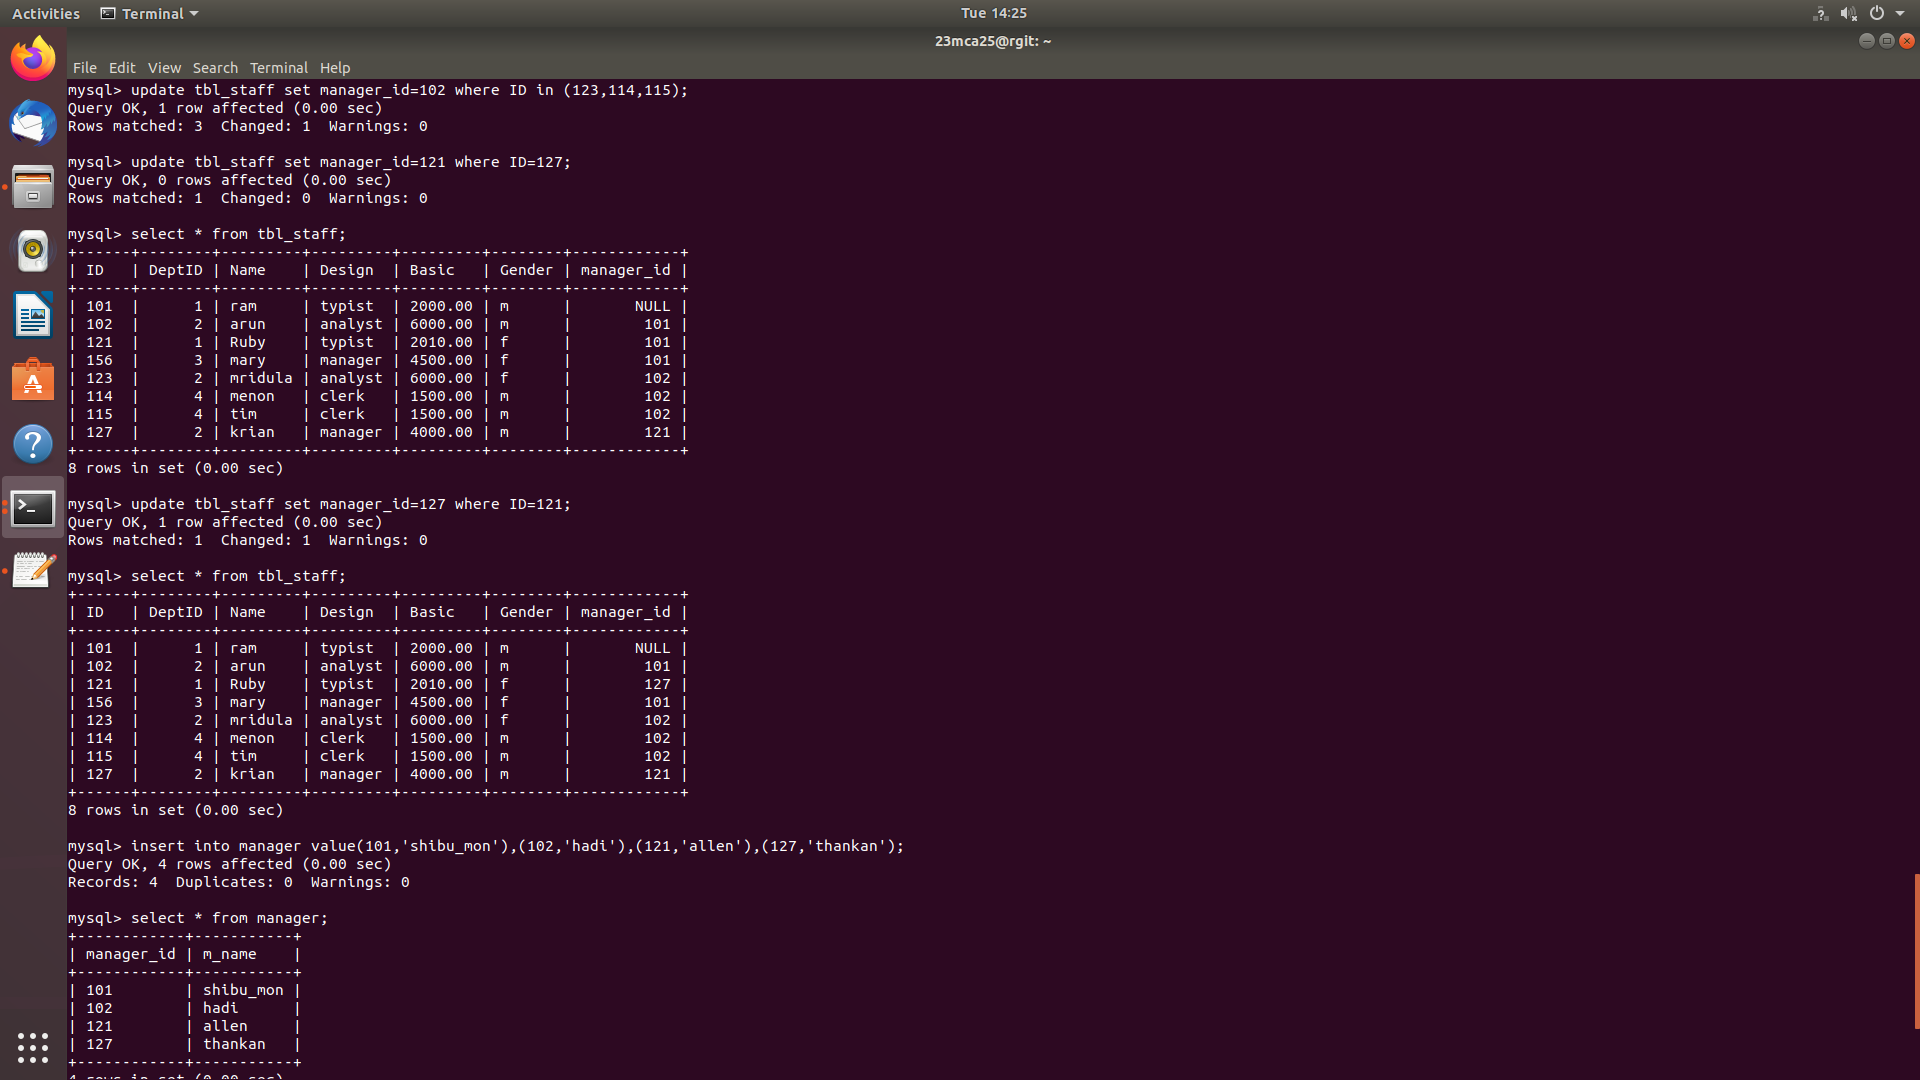 Activities Terminal Tue 14:25
23mca25@rgit: ~
File Edit View Search Terminal Help
mysql> update tbl_staff set manager_id=102 where ID in (123,114,115);
Query OK, 1 row affected (0.00 sec)
Rows matched: 3  Changed: 1  Warnings: 0
mysql> update tbl_staff set manager_id=121 where ID=127;
Query OK, 0 rows affected (0.00 sec)
Rows matched: 1  Changed: 0  Warnings: 0
mysql> select * from tbl_staff;
+------+--------+---------+---------+---------+--------+------------+
| ID   | DeptID | Name    | Design  | Basic   | Gender | manager_id |
+------+--------+---------+---------+---------+--------+------------+
| 101  |      1 | ram     | typist  | 2000.00 | m      |       NULL |
| 102  |      2 | arun    | analyst | 6000.00 | m      |        101 |
| 121  |      1 | Ruby    | typist  | 2010.00 | f      |        101 |
| 156  |      3 | mary    | manager | 4500.00 | f      |        101 |
| 123  |      2 | mridula | analyst | 6000.00 | f      |        102 |
| 114  |      4 | menon   | clerk   | 1500.00 | m      |        102 |
| 115  |      4 | tim     | clerk   | 1500.00 | m      |        102 |
| 127  |      2 | krian   | manager | 4000.00 | m      |        121 |
+------+--------+---------+---------+---------+--------+------------+
8 rows in set (0.00 sec)
mysql> update tbl_staff set manager_id=127 where ID=121;
Query OK, 1 row affected (0.00 sec)
Rows matched: 1  Changed: 1  Warnings: 0
mysql> select * from tbl_staff;
+------+--------+---------+---------+---------+--------+------------+
| ID   | DeptID | Name    | Design  | Basic   | Gender | manager_id |
+------+--------+---------+---------+---------+--------+------------+
| 101  |      1 | ram     | typist  | 2000.00 | m      |       NULL |
| 102  |      2 | arun    | analyst | 6000.00 | m      |        101 |
| 121  |      1 | Ruby    | typist  | 2010.00 | f      |        127 |
| 156  |      3 | mary    | manager | 4500.00 | f      |        101 |
| 123  |      2 | mridula | analyst | 6000.00 | f      |        102 |
| 114  |      4 | menon   | clerk   | 1500.00 | m      |        102 |
| 115  |      4 | tim     | clerk   | 1500.00 | m      |        102 |
| 127  |      2 | krian   | manager | 4000.00 | m      |        121 |
+------+--------+---------+---------+---------+--------+------------+
8 rows in set (0.00 sec)
mysql> insert into manager value(101,'shibu_mon'),(102,'hadi'),(121,'allen'),(127,'thankan');
Query OK, 4 rows affected (0.00 sec)
Records: 4  Duplicates: 0  Warnings: 0
mysql> select * from manager;
+------------+-----------+
| manager_id | m_name    |
+------------+-----------+
| 101        | shibu_mon |
| 102        | hadi      |
| 121        | allen     |
| 127        | thankan   |
+------------+-----------+
4 rows in set (0.00 sec)